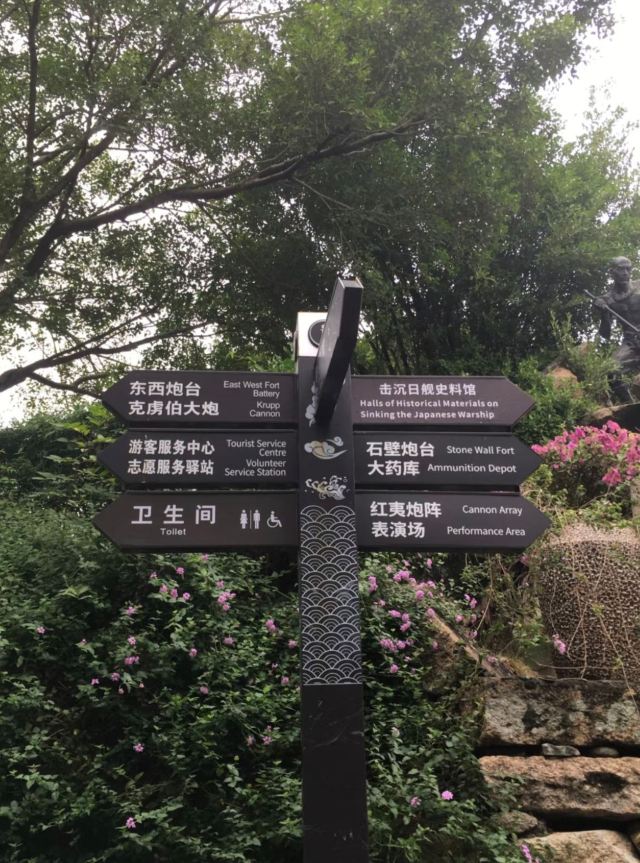 东西炮台
East West Fort
Battery
克虏伯大炮
Krupp
Cannon
击沉日舰史料馆
Halls of Historical Materials on
Sinking the Japanese Warship
游客服务中心
Tourist Service
Centre
志愿服务驿站
Volunteer
Service Station
石壁炮台
Stone Wall Fort
大药库
Ammunition Depot
卫生间
Toilet
红夷炮阵
Cannon Array
表演场
Performance Area